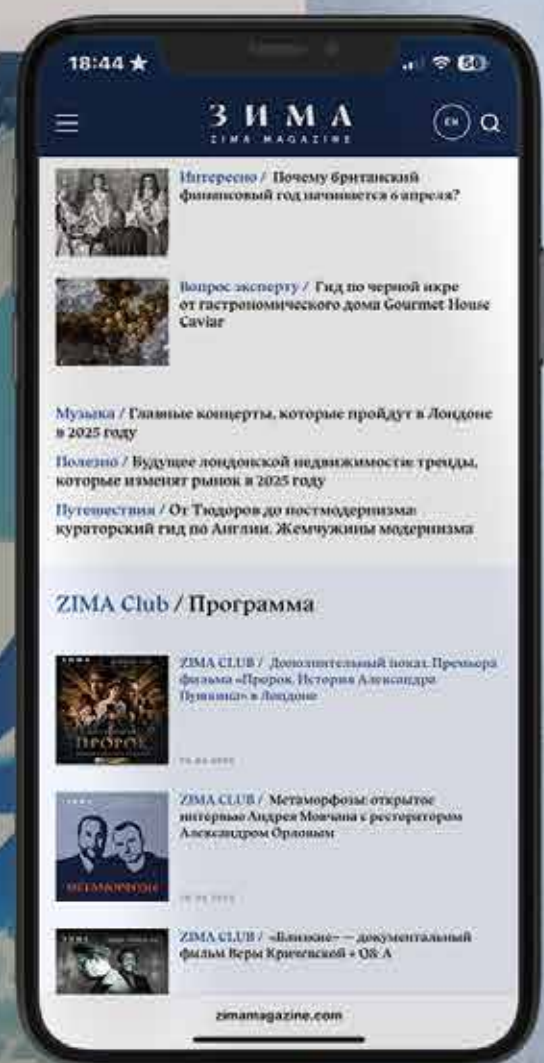 18:44
60
З И М А
ZIMA MAGAZINE
EN
Интересно / Почему британский
финансовый год начинается 6 апреля?
Вопрос эксперту / Гид по черной икре
от гастрономического дома Gourmet House
Caviar
Музыка / Главные концерты, которые пройдут в Лондоне
в 2025 году
Полезно / Будущее лондонской недвижимости: тренды,
которые изменят рынок в 2025 году
Путешествия / От Тюдоров до постмодернизма:
кураторский гид по Англии. Жемчужины модернизма
ZIMA Club / Программа
ZIMA CLUB / Дополнительный показ. Премьера
фильма «Пророк. История Александра
Пушкина» в Лондоне
ПРОРОК
ZIMA CLUB / Метаморфозы: открытое
интервью Андрея Мовчана с ресторатором
Александром Орловым
МЕТАМОРФОЗЫ
ZIMA CLUB / «Близкие» — документальный
фильм Веры Кричевской + Q& A
zimamagazine.com